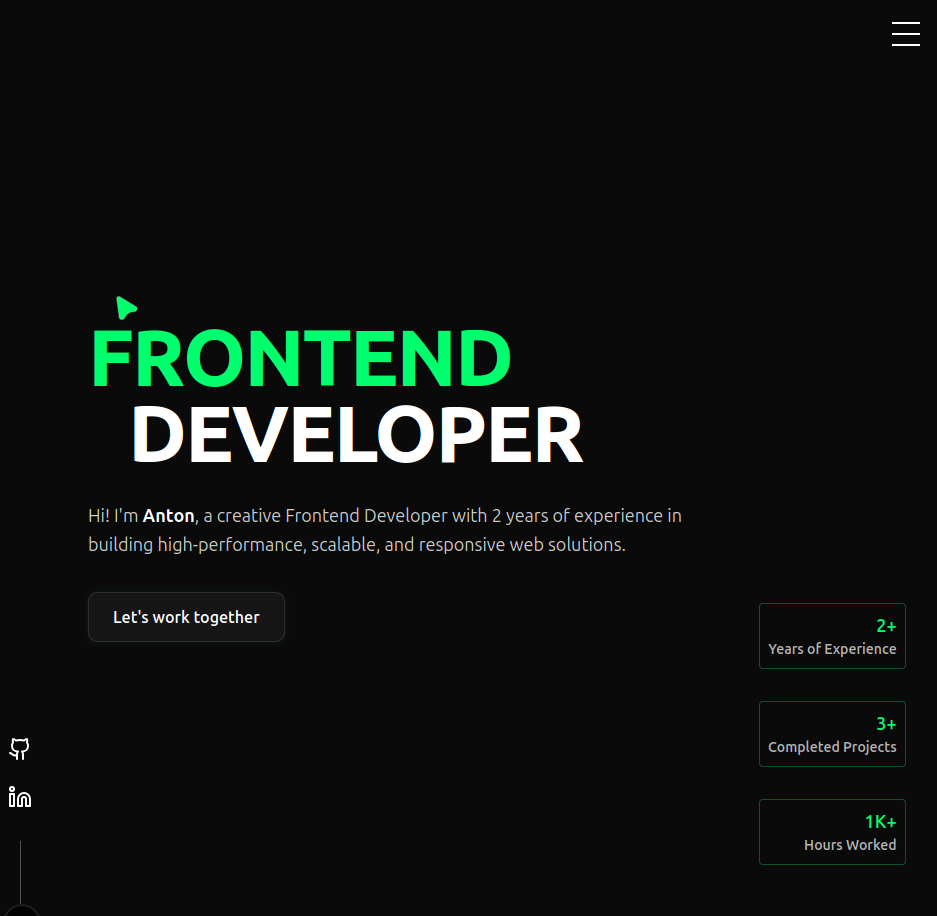 FRONTEND
DEVELOPER
Hi! I'm Anton, a creative Frontend Developer with 2 years of experience in
building high-performance, scalable, and responsive web solutions.
Let's work together
2+
Years of Experience
3+
Completed Projects
1K+
Hours Worked
in